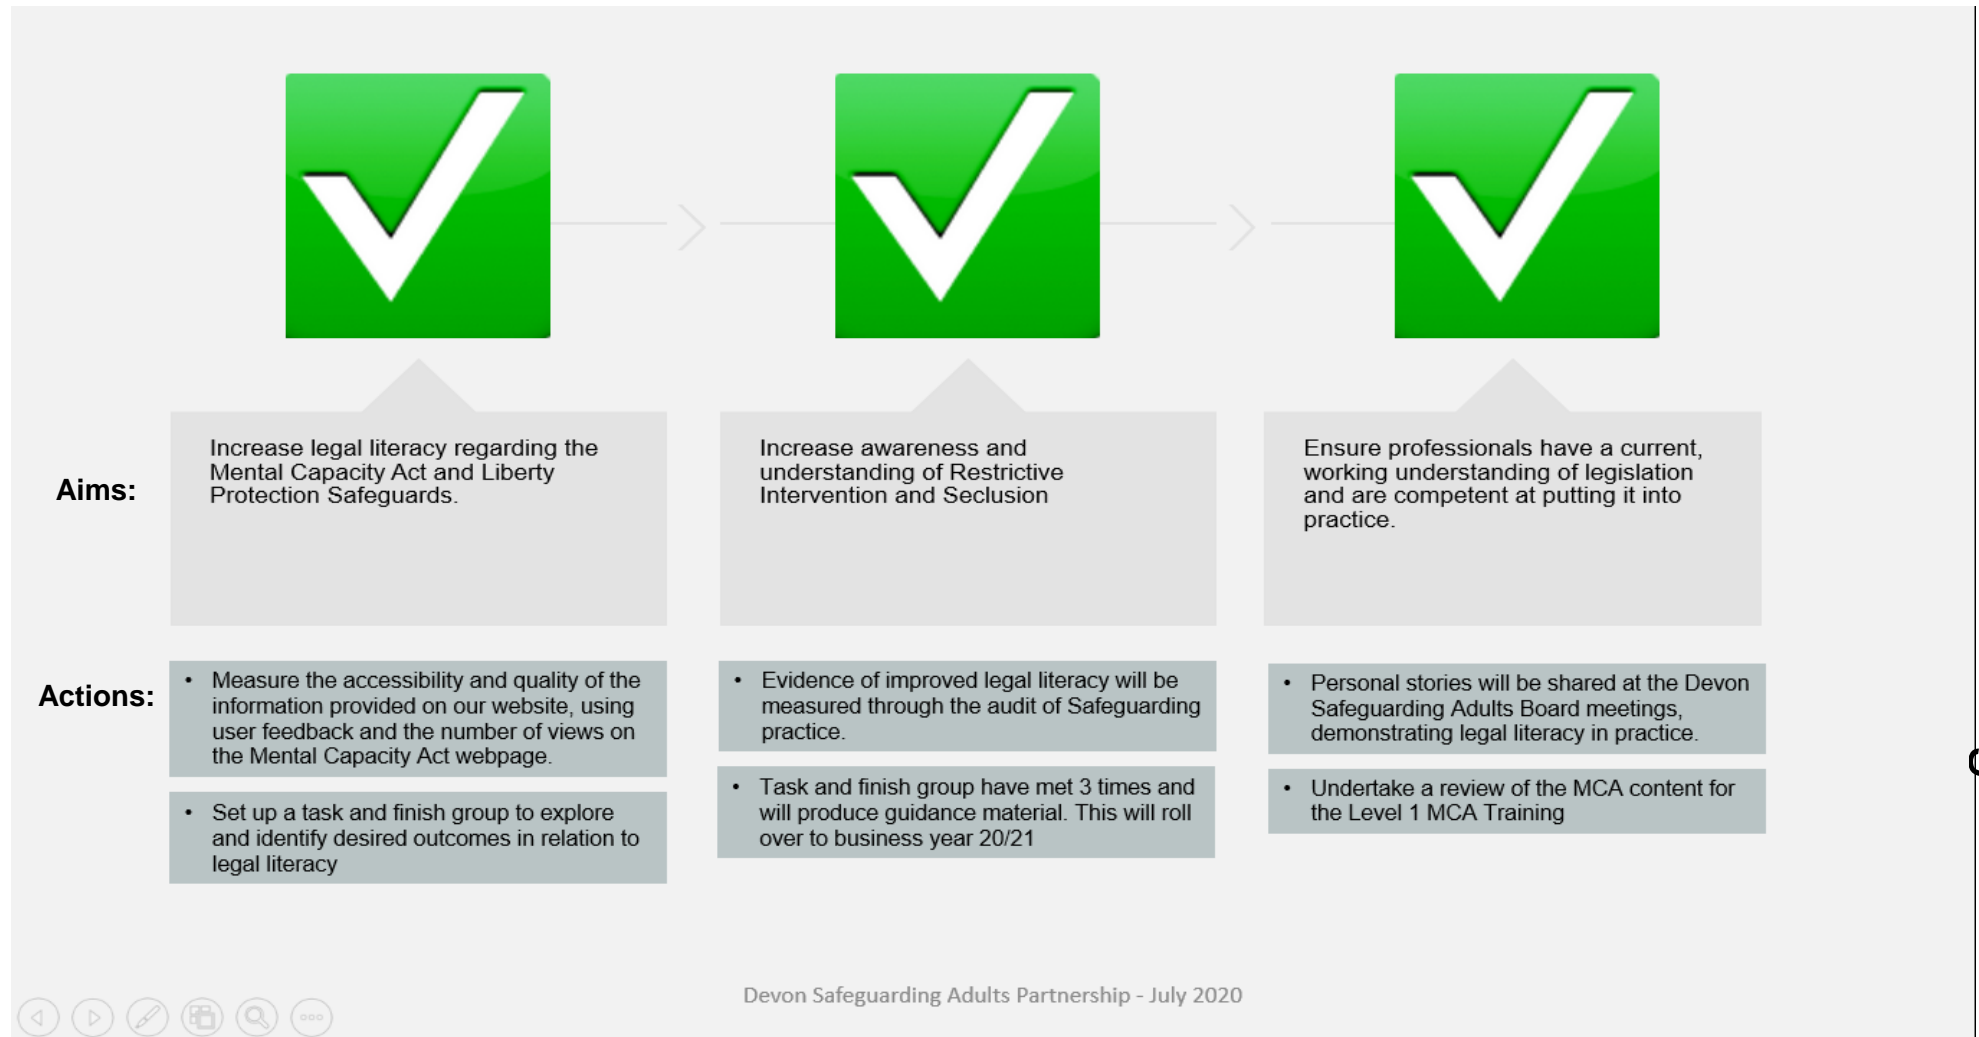 Aims:
Increase legal literacy regarding the
Mental Capacity Act and Liberty
Protection Safeguards.
Increase awareness and
understanding of Restrictive
Intervention and Seclusion
Ensure professionals have a current,
working understanding of legislation
and are competent at putting it into
practice.
Actions:
• Measure the accessibility and quality of the
information provided on our website, using
user feedback and the number of views on
the Mental Capacity Act webpage.
• Set up a task and finish group to explore
and identify desired outcomes in relation to
legal literacy
• Evidence of improved legal literacy will be
measured through the audit of Safeguarding
practice.
• Task and finish group have met 3 times and
will produce guidance material. This will roll
over to business year 20/21
• Personal stories will be shared at the Devon
Safeguarding Adults Board meetings,
demonstrating legal literacy in practice.
• Undertake a review of the MCA content for
the Level 1 MCA Training
Devon Safeguarding Adults Partnership - July 2020